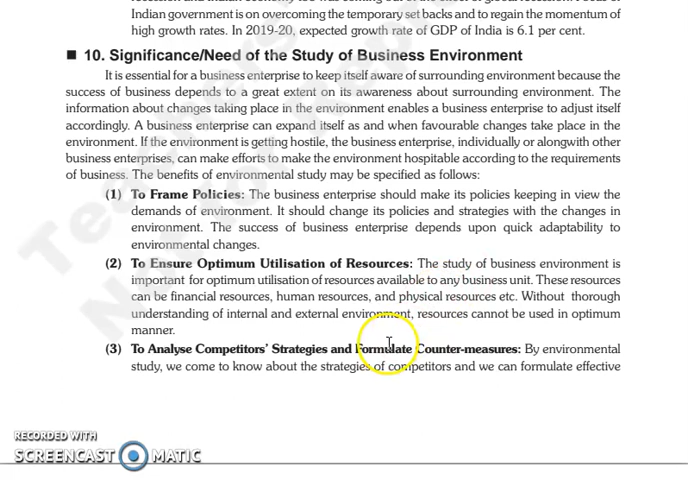 Indian government is on overcoming the temporary set backs and to regain the momentum of
high growth rates. In 2019-20, expected growth rate of GDP of India is 6.1 per cent.
■ 10. Significance/Need of the Study of Business Environment
It is essential for a business enterprise to keep itself aware of surrounding environment because the
success of business depends to a great extent on its awareness about surrounding environment. The
information about changes taking place in the environment enables a business enterprise to adjust itself
accordingly. A business enterprise can expand itself as and when favourable changes take place in the
environment. If the environment is getting hostile, the business enterprise, individually or alongwith other
business enterprises, can make efforts to make the environment hospitable according to the requirements
of business. The benefits of environmental study may be specified as follows:
(1) To Frame Policies: The business enterprise should make its policies keeping in view the
demands of environment. It should change its policies and strategies with the changes in
environment. The success of business enterprise depends upon quick adaptability to
environmental changes.
(2) To Ensure Optimum Utilisation of Resources: The study of business environment is
important for optimum utilisation of resources available to any business unit. These resources
can be financial resources, human resources, and physical resources etc. Without thorough
understanding of internal and external environment, resources cannot be used in optimum
manner.
(3) To Analyse Competitors' Strategies and Formulate Counter-measures: By environmental
study, we come to know about the strategies of competitors and we can formulate effective
RECORDED WITH
SCREENCAST MATIC